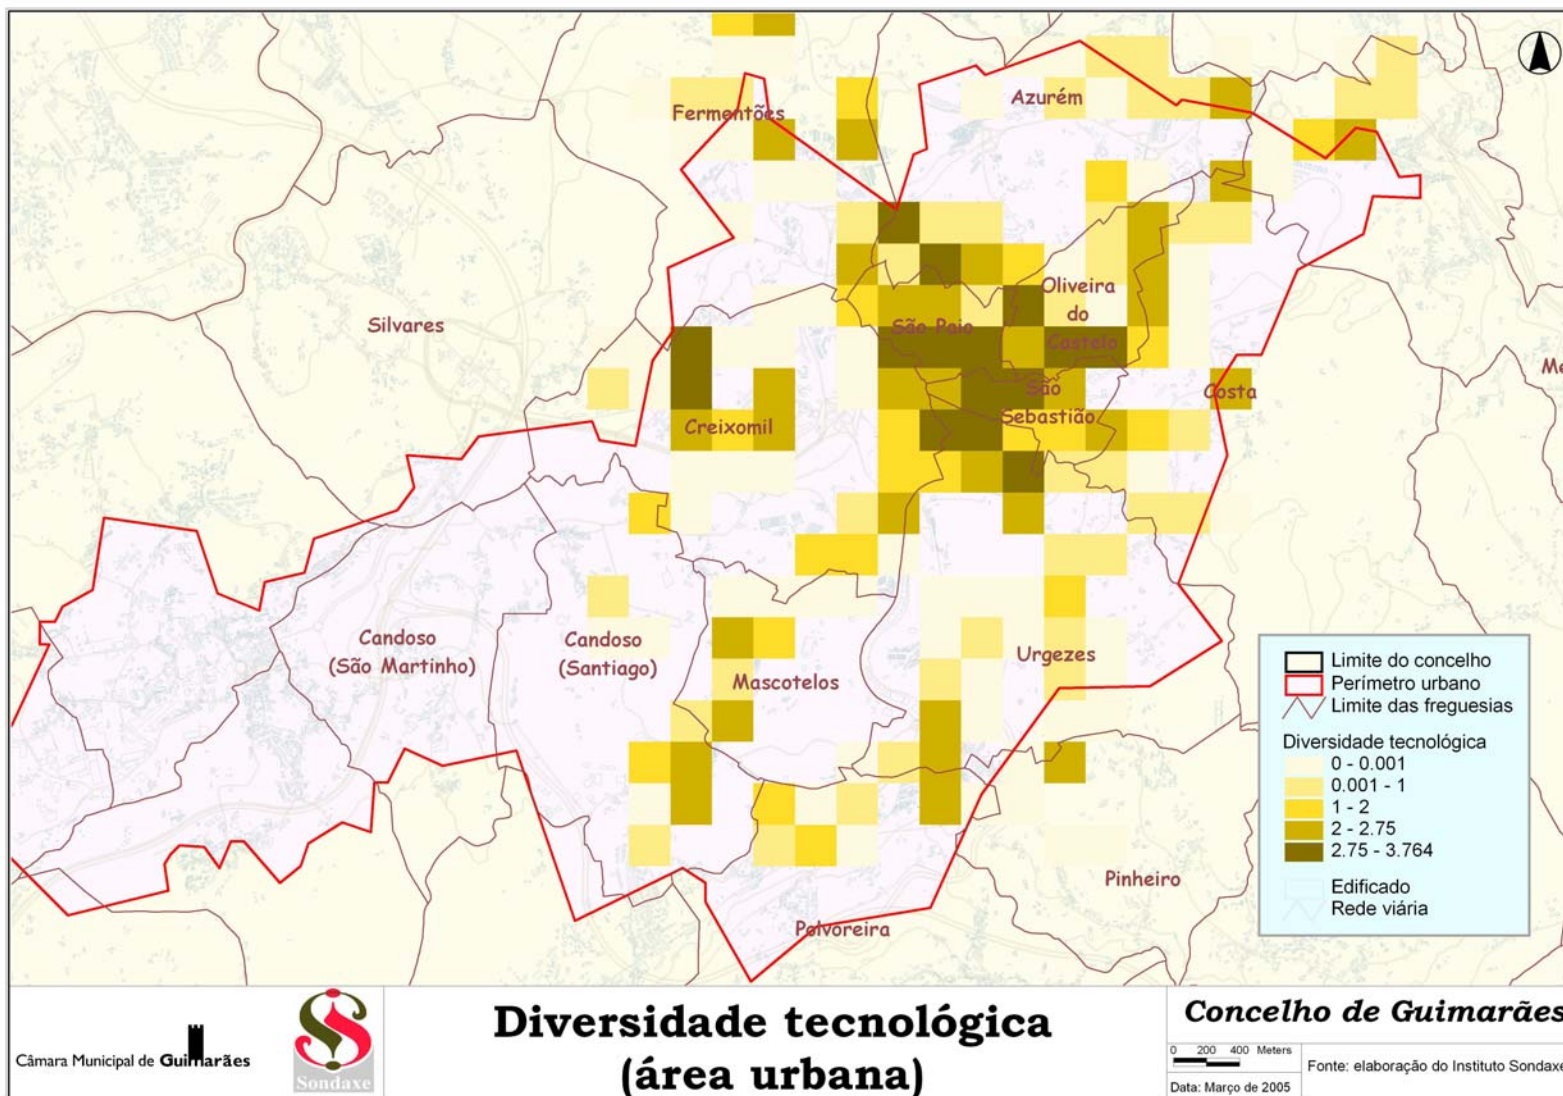 Fermentões
Azurém
Silvares
Oliveira
do
Castelo
São Paio
Me
Costa
São
Sebastião
Creixomil
Candoso
(São Martinho)
Candoso
(Santiago)
Mascotelos
Urgezes
Pinheiro
Polvoreira
Limite do concelho
Perímetro urbano
Limite das freguesias
Diversidade tecnológica
0 - 0.001
0.001 - 1
1 - 2
2 - 2.75
2.75 - 3.764
Edificado
Rede viária
Câmara Municipal de Guimarães
Sondaxe
Diversidade tecnológica
(área urbana)
Concelho de Guimarães
0 200 400 Meters
Data: Março de 2005
Fonte: elaboração do Instituto Sondaxe